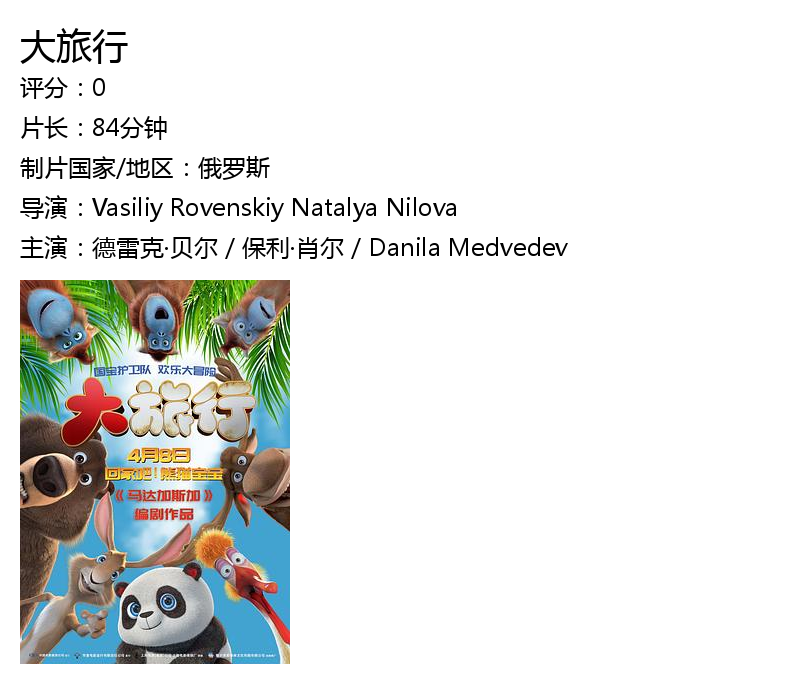 大旅行
评分：0
片长：84分钟
制片国家/地区：俄罗斯
导演：Vasiliy Rovenskiy Natalya Nilova
主演：德雷克·贝尔 / 保利·肖尔 / Danila Medvedev
国宝护卫队 欢乐大冒险
大旅行
4月6日
回家吧！熊猫宝宝
《马达加斯加》
编剧作品